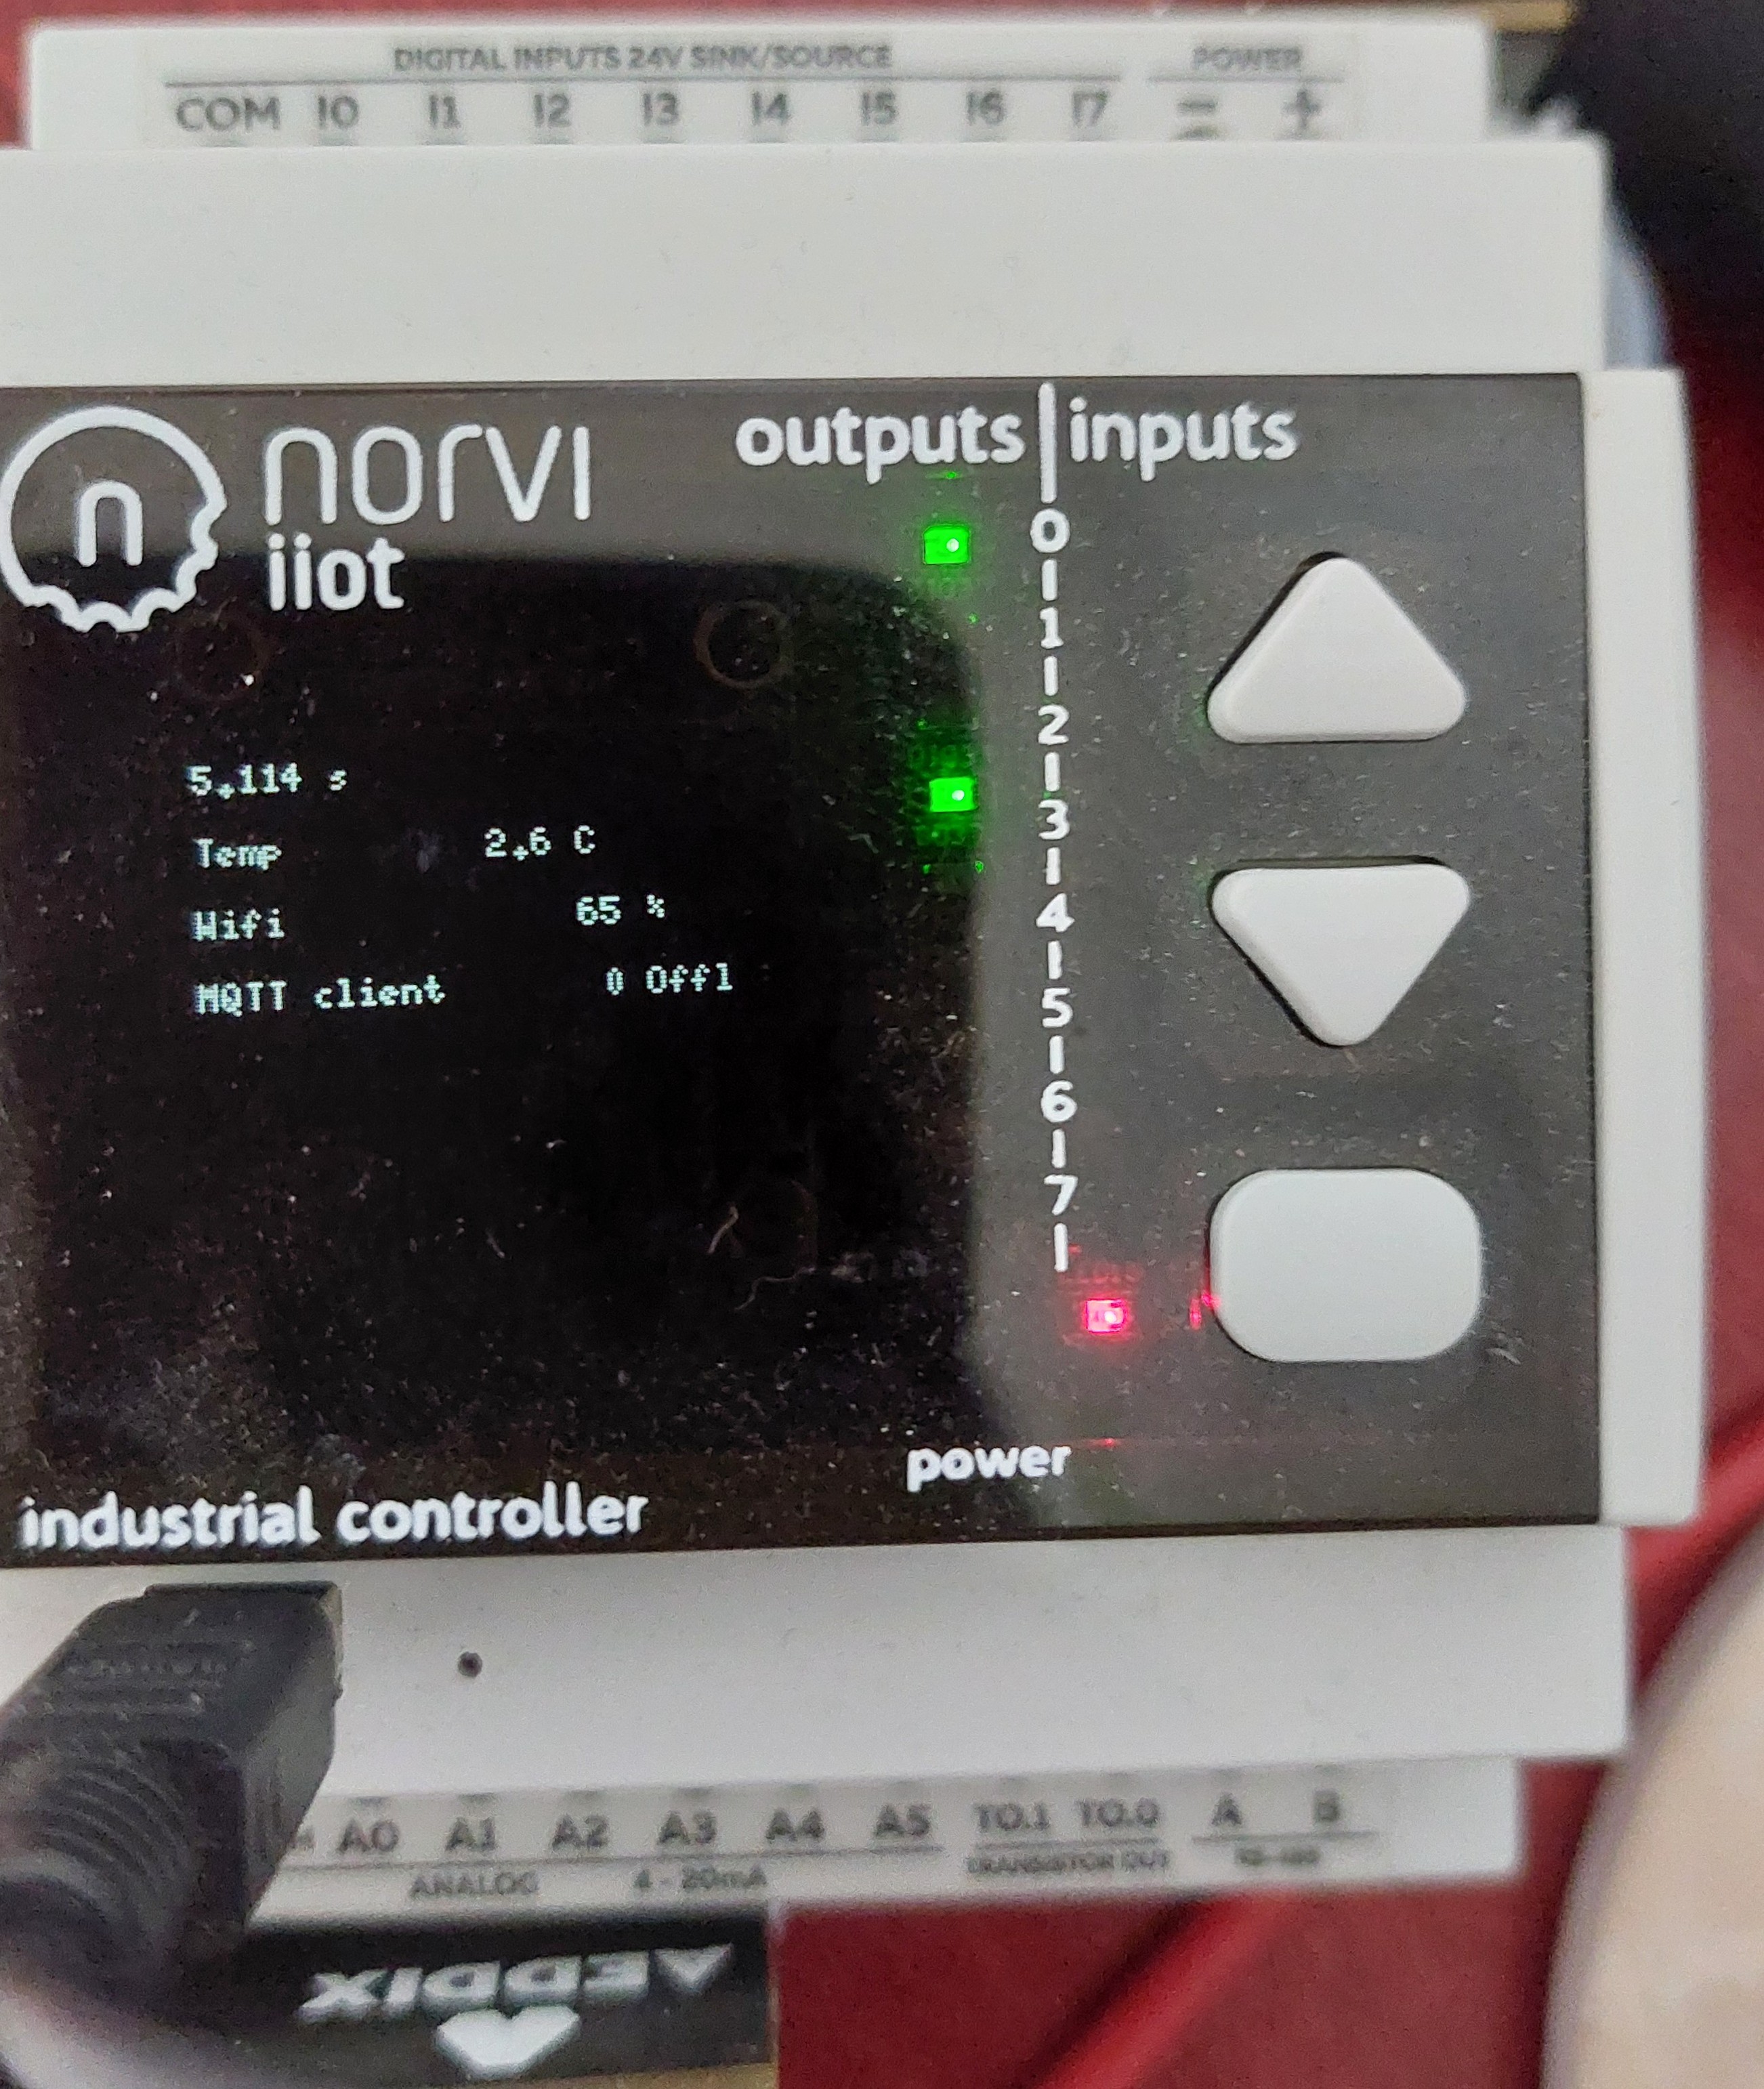 DIGITAL INPUTS 24V SINK/SOURCE POWER
COM I0 I1 I2 I3 I4 I5 I6 I7 - +
outputs | inputs
n norvi
iiot
0
1
2
3
4
5
6
7
5.114 s
Temp 2.6 C
Wifi 65 %
MQTT client 0 Offl
power
industrial controller
A0 A1 A2 A3 A4 A5 T0.1 T0.0 A B
ANALOG 4 - 20mA TRANSISTOR OUT